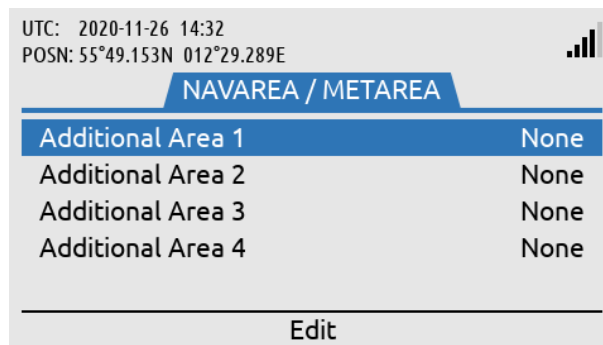 UTC: 2020-11-26 14:32
POSN: 55°49.153N 012°29.289E
NAVAREA / METAREA
Additional Area 1 None
Additional Area 2 None
Additional Area 3 None
Additional Area 4 None
Edit